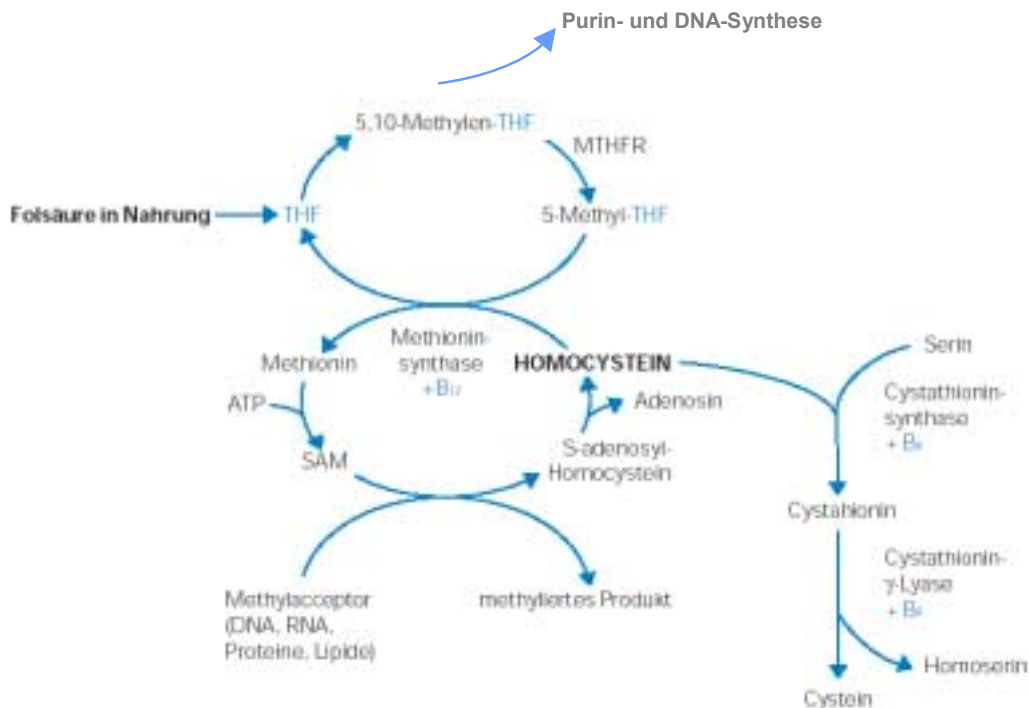 Purin- und DNA-Synthese
5,10-Methylen-THF
MTHFR
Folsäure in Nahrung
THF
5-Methyl-THF
Methionin-
synthase
+B12
Methionin
HOMOCYSTEIN
Serin
ATP
Adenosin
Cystathionin-
synthase
+ B6
SAM
S-adenosyl-
Homocystein
Cystahionin
Cystathionin-
γ-Lyase
+ B6
Methylacceptor
(DNA, RNA,
Proteine, Lipide)
methyliertes Produkt
Homoserin
Cystein